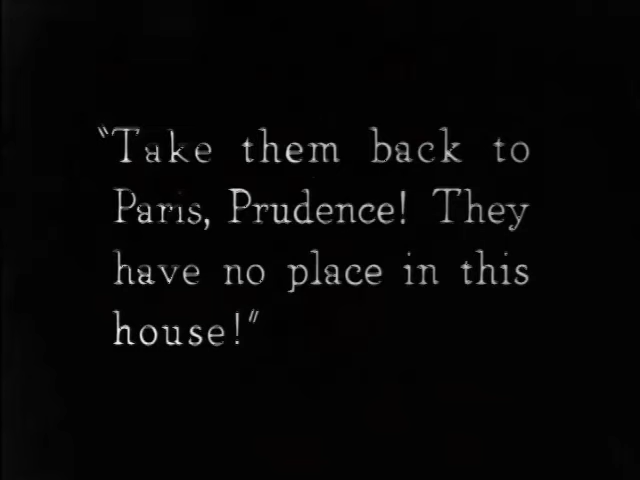 "Take them back to
Paris, Prudence! They
have no place in this
house!"